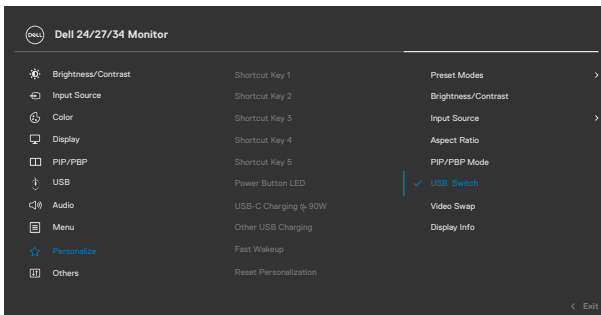 DELL Dell 24/27/34 Monitor
Brightness/Contrast Shortcut Key 1 Preset Modes >
Input Source Shortcut Key 2 Brightness/Contrast
Color Shortcut Key 3 Input Source >
Display Shortcut Key 4 Aspect Ratio
PIP/PBP Shortcut Key 5 PIP/PBP Mode
USB Power Button LED USB Switch
Audio USB-C Charging 90W Video Swap
Menu Other USB Charging Display Info
Personalize Fast Wakeup
Others Reset Personalization
< Exit